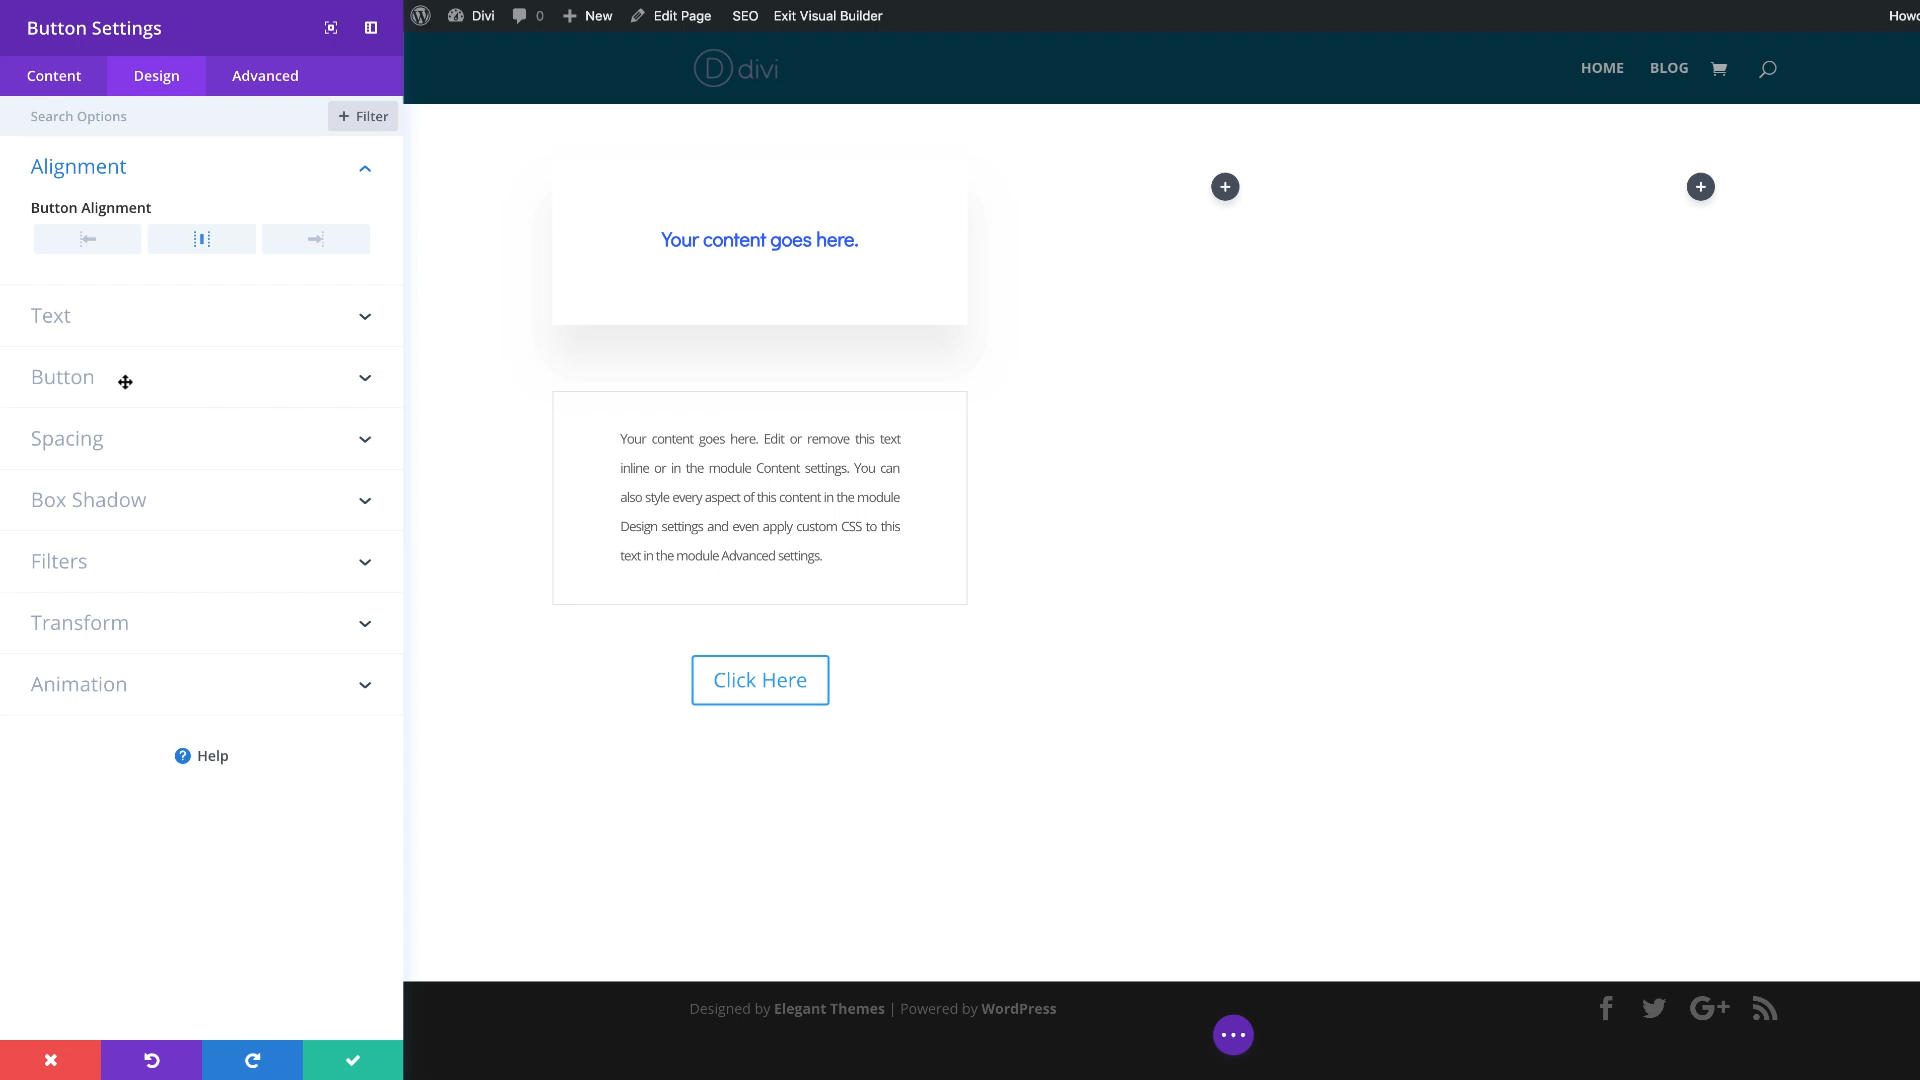 Button Settings
Content
Design
Advanced
Search Options
+ Filter
Alignment
Button Alignment
Text
Button
Spacing
Box Shadow
Filters
Transform
Animation
? Help
Divi
0
New
Edit Page
SEO
Exit Visual Builder
D divi
HOME
BLOG
Your content goes here.
Your content goes here. Edit or remove this text
inline or in the module Content settings. You can
also style every aspect of this content in the module
Design settings and even apply custom CSS to this
text in the module Advanced settings.
Click Here
Designed by Elegant Themes | Powered by WordPress